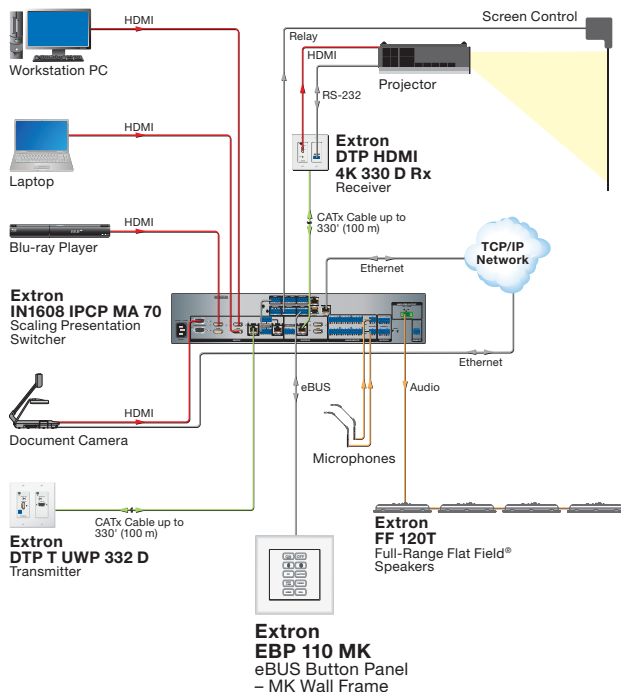 HDMI
Workstation PC
HDMI
Laptop
HDMI
Blu-ray Player
Extron
IN1608 IPCP MA 70
Scaling Presentation
Switcher
HDMI
Document Camera
CATx Cable up to
330' (100 m)
Extron
DTP T UWP 332 D
Transmitter
Screen Control
Relay
HDMI
Projector
RS-232
Extron
DTP HDMI
4K 330 D Rx
Receiver
CATx Cable up to
330' (100 m)
TCP/IP
Network
Ethernet
Ethernet
eBUS
Audio
Microphones
Extron
FF 120T
Full-Range Flat Field®
Speakers
Extron
EBP 110 MK
eBUS Button Panel
– MK Wall Frame